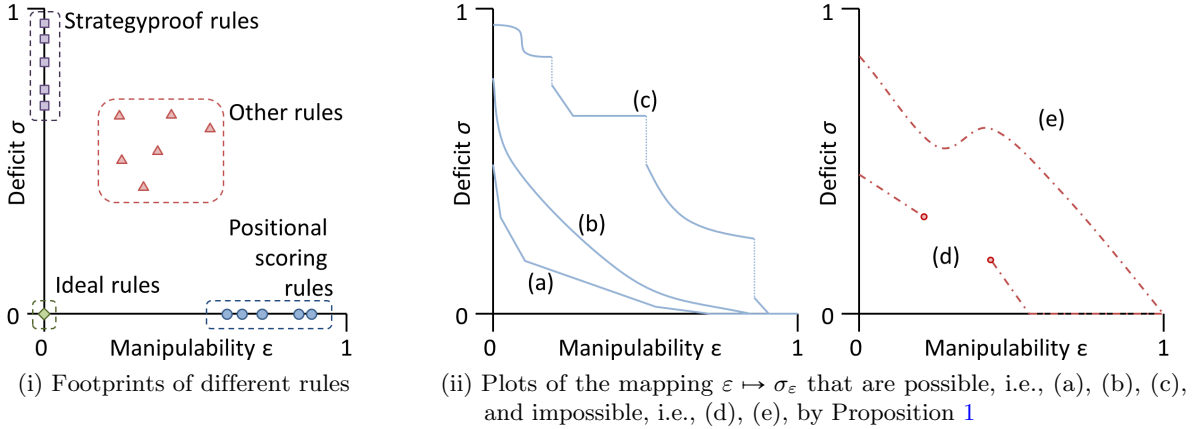 1
Strategyproof rules
Other rules
Deficit σ
Positional
scoring
rules
Ideal rules
0
0
Manipulability ε
1
(i) Footprints of different rules
1
(c)
Deficit σ
(b)
(a)
0
0
Manipulability ε
1
1
(e)
Deficit σ
(d)
0
0
Manipulability ε
1
(ii) Plots of the mapping ε ↦ σ_ε that are possible, i.e., (a), (b), (c),
and impossible, i.e., (d), (e), by Proposition 1